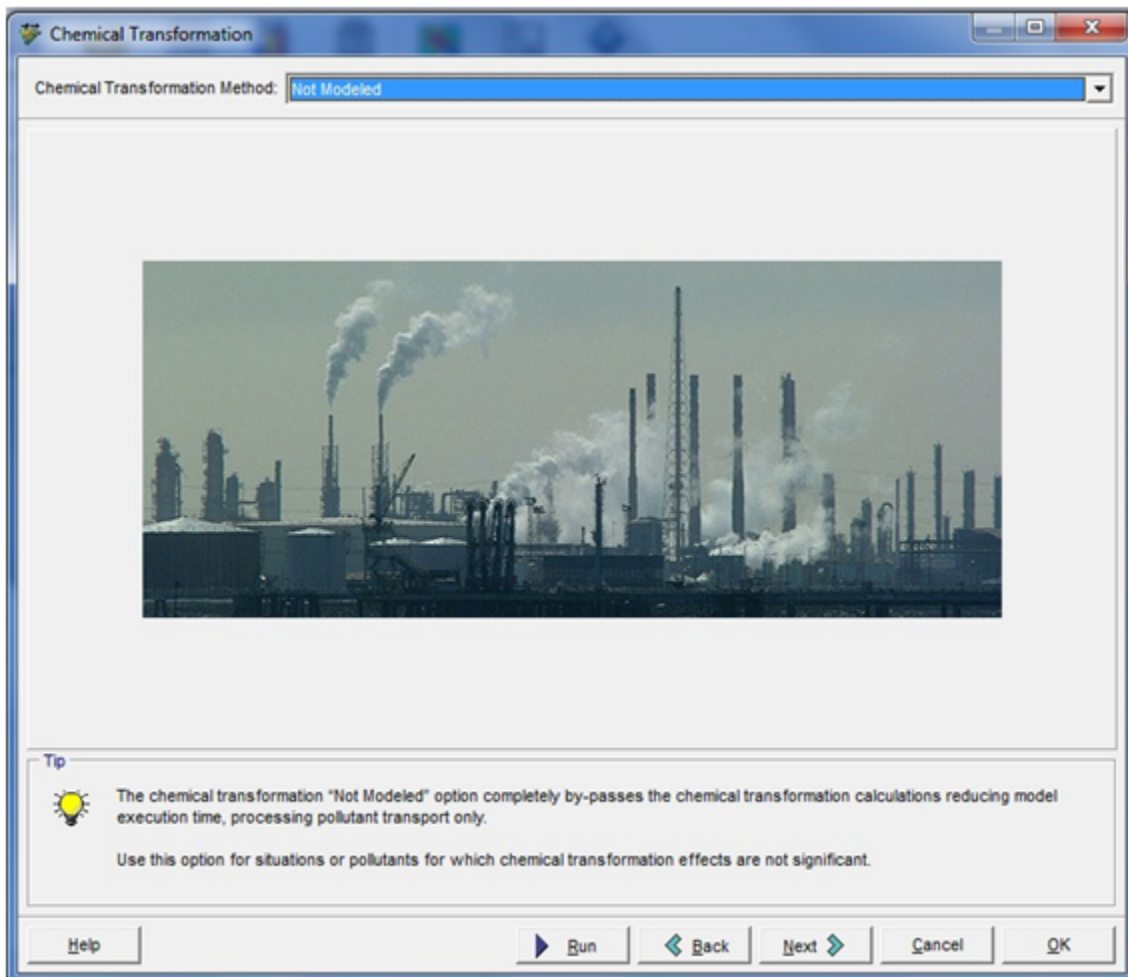 Chemical Transformation
Chemical Transformation Method: Not Modeled
Tip
The chemical transformation "Not Modeled" option completely by-passes the chemical transformation calculations reducing model
execution time, processing pollutant transport only.
Use this option for situations or pollutants for which chemical transformation effects are not significant.
Help Run Back Next Cancel OK